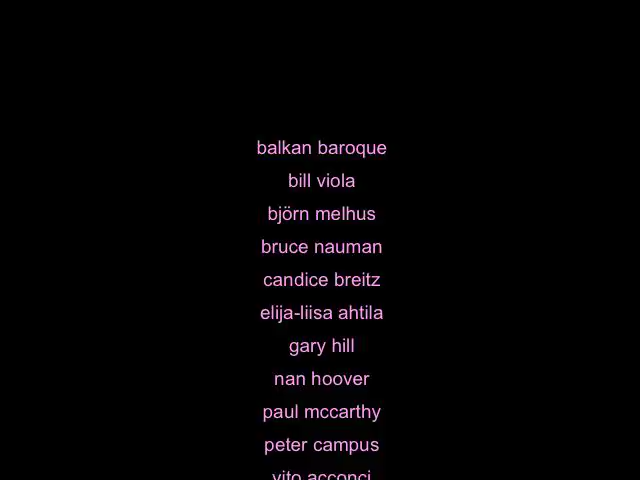 balkan baroque
bill viola
björn melhus
bruce nauman
candice breitz
elija-liisa ahtila
gary hill
nan hoover
paul mccarthy
peter campus
vito acconci